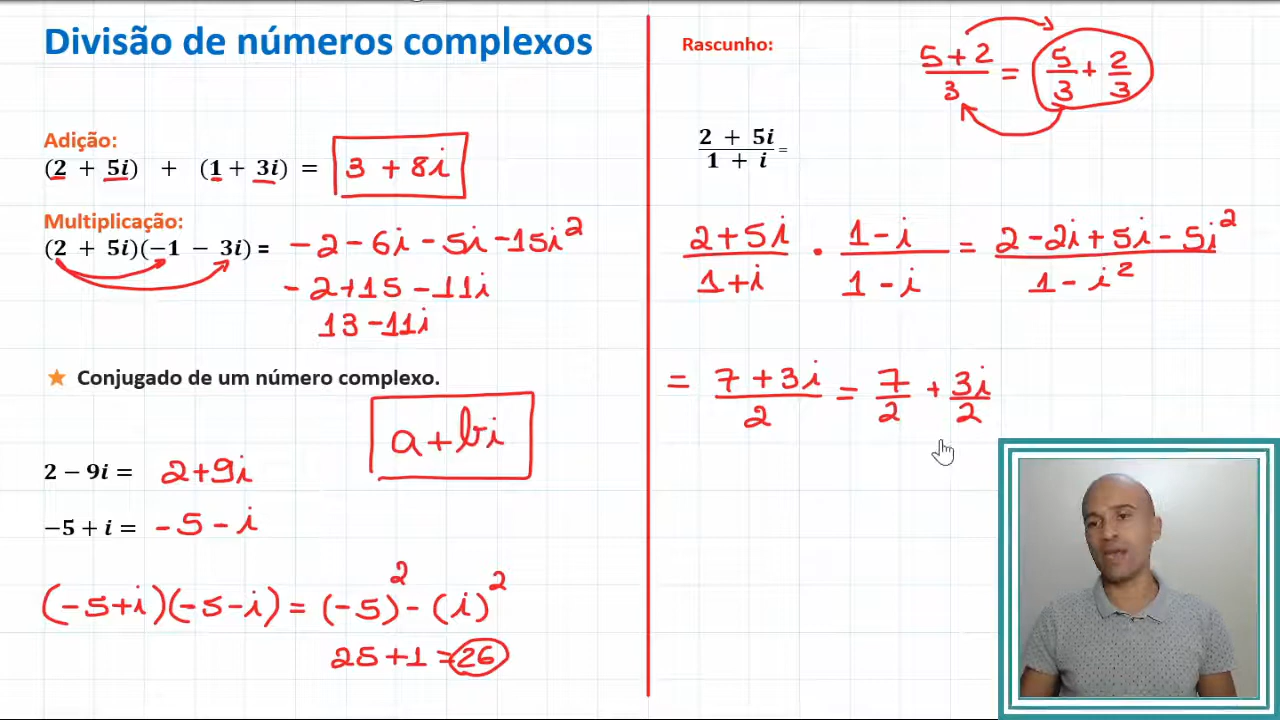 Divisão de números complexos
Adição:
(2 + 5i) + (1 + 3i) = 3 + 8i
Multiplicação:
(2 + 5i)(−1 − 3i) = -2 - 6i - 5i - 15i²
-2 + 15 - 11i
13 - 11i
★ Conjugado de um número complexo.
a + bi
2 − 9i = 2 + 9i
−5 + i = -5 - i
(-5+i)(-5-i) = (-5)² - (i)²
25 + 1 = 26
Rascunho:
5+2/3 = 5/3 + 2/3
2 + 5i/1 + i =
2+5i/1+i · 1-i/1-i = 2-2i+5i-5i²/1-i²
= 7+3i/2 = 7/2 + 3i/2